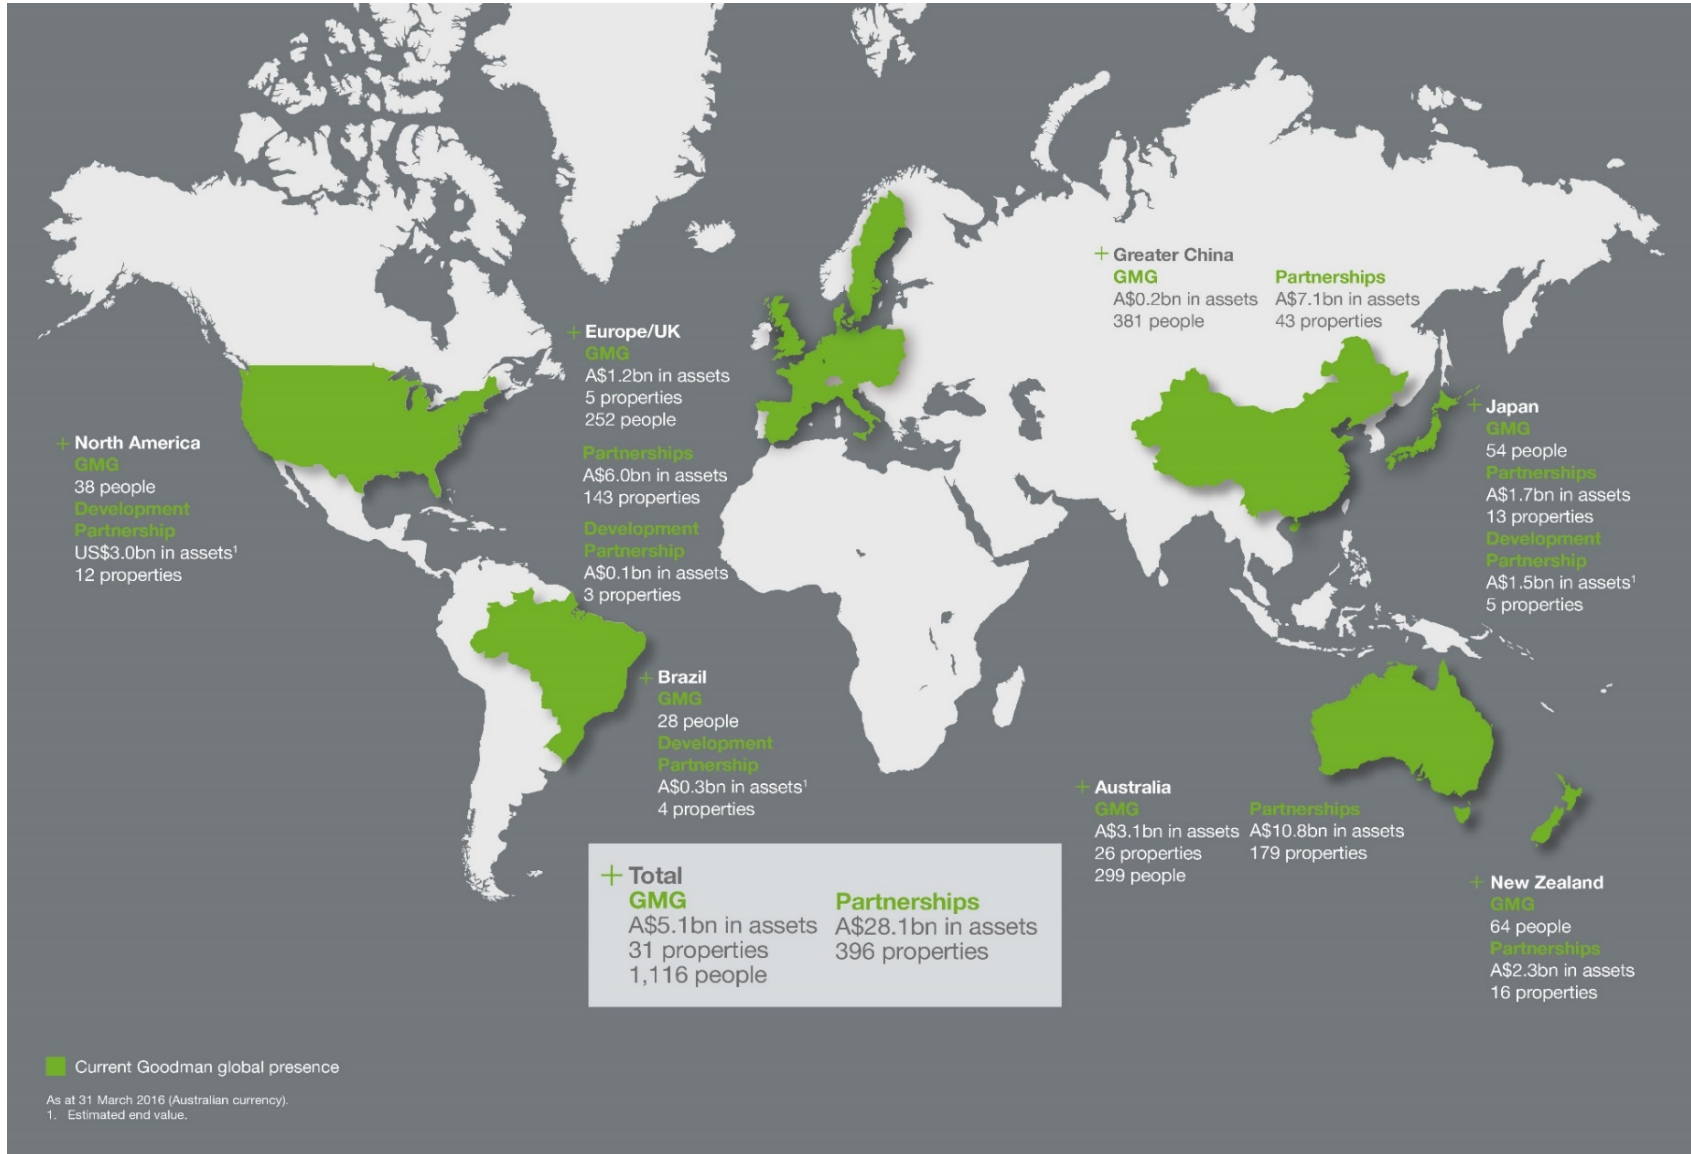 + Greater China
GMG
A$0.2bn in assets
381 people
Partnerships
A$7.1bn in assets
43 properties
+ Europe/UK
GMG
A$1.2bn in assets
5 properties
252 people
Partnerships
A$6.0bn in assets
143 properties
Development
Partnership
A$0.1bn in assets
3 properties
+ Japan
GMG
54 people
Partnerships
A$1.7bn in assets
13 properties
Development
Partnership
A$1.5bn in assets¹
5 properties
+ North America
GMG
38 people
Development
Partnership
US$3.0bn in assets¹
12 properties
+ Brazil
GMG
28 people
Development
Partnership
A$0.3bn in assets¹
4 properties
+ Australia
GMG
A$3.1bn in assets
26 properties
299 people
Partnerships
A$10.8bn in assets
179 properties
+ New Zealand
GMG
64 people
Partnerships
A$2.3bn in assets
16 properties
+ Total
GMG
A$5.1bn in assets
31 properties
1,116 people
Partnerships
A$28.1bn in assets
396 properties
Current Goodman global presence
As at 31 March 2016 (Australian currency).
1. Estimated end value.